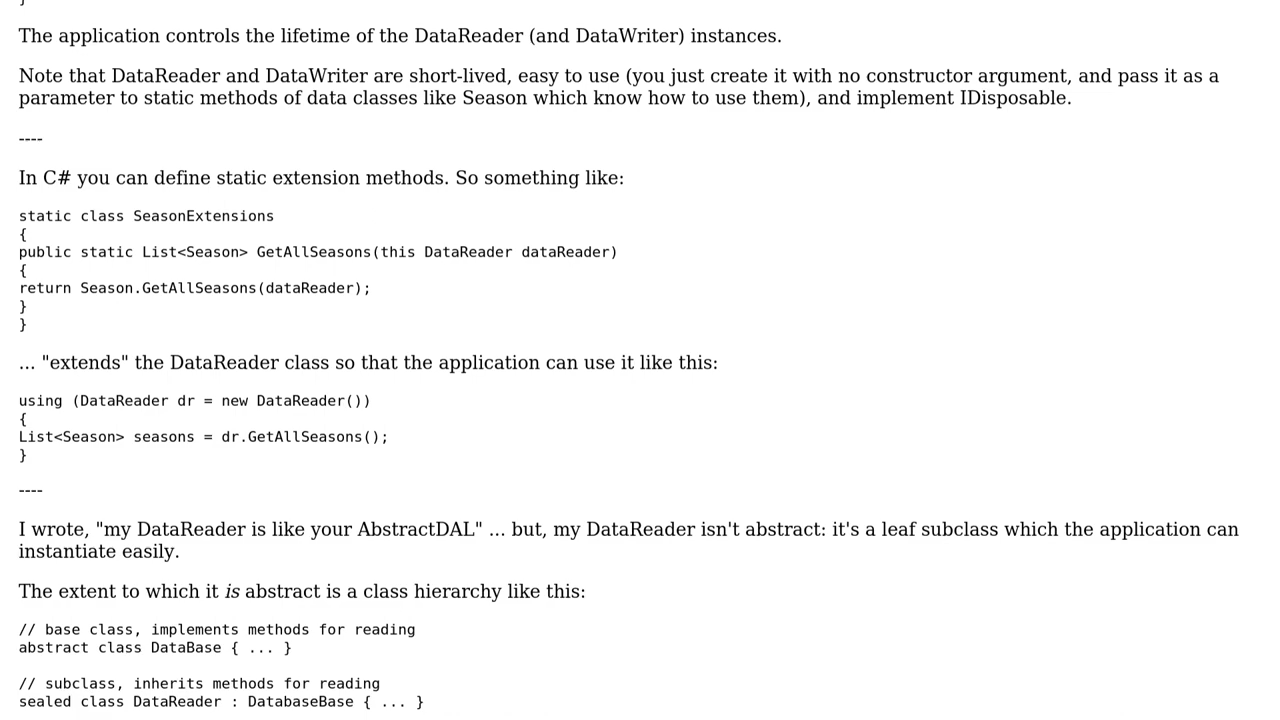 }
The application controls the lifetime of the DataReader (and DataWriter) instances.
Note that DataReader and DataWriter are short-lived, easy to use (you just create it with no constructor argument, and pass it as a
parameter to static methods of data classes like Season which know how to use them), and implement IDisposable.
----
In C# you can define static extension methods. So something like:
static class SeasonExtensions
{
public static List<Season> GetAllSeasons(this DataReader dataReader)
{
return Season.GetAllSeasons(dataReader);
}
}
... "extends" the DataReader class so that the application can use it like this:
using (DataReader dr = new DataReader())
{
List<Season> seasons = dr.GetAllSeasons();
}
----
I wrote, "my DataReader is like your AbstractDAL" ... but, my DataReader isn't abstract: it's a leaf subclass which the application can
instantiate easily.
The extent to which it is abstract is a class hierarchy like this:
// base class, implements methods for reading
abstract class DataBase { ... }
// subclass, inherits methods for reading
sealed class DataReader : DatabaseBase { ... }